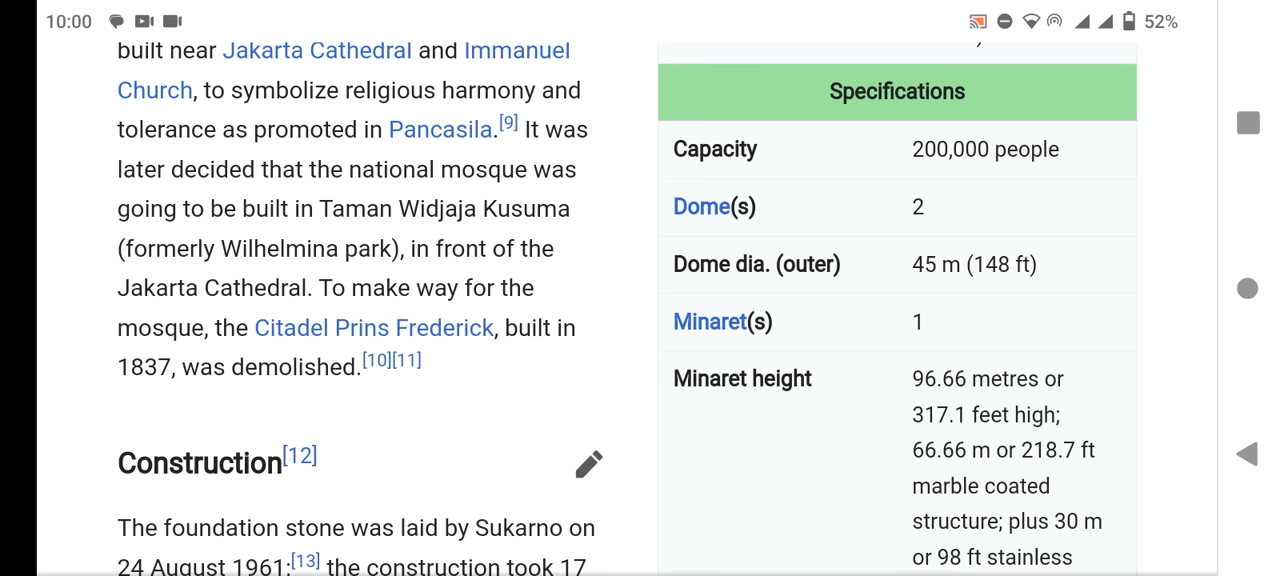 10:00
52%
built near Jakarta Cathedral and Immanuel
Church, to symbolize religious harmony and
tolerance as promoted in Pancasila.[9] It was
later decided that the national mosque was
going to be built in Taman Widjaja Kusuma
(formerly Wilhelmina park), in front of the
Jakarta Cathedral. To make way for the
mosque, the Citadel Prins Frederick, built in
1837, was demolished.[10][11]
Construction[12]
The foundation stone was laid by Sukarno on
24 August 1961;[13] the construction took 17
Specifications
Capacity 200,000 people
Dome(s) 2
Dome dia. (outer) 45 m (148 ft)
Minaret(s) 1
Minaret height 96.66 metres or
317.1 feet high;
66.66 m or 218.7 ft
marble coated
structure; plus 30 m
or 98 ft stainless